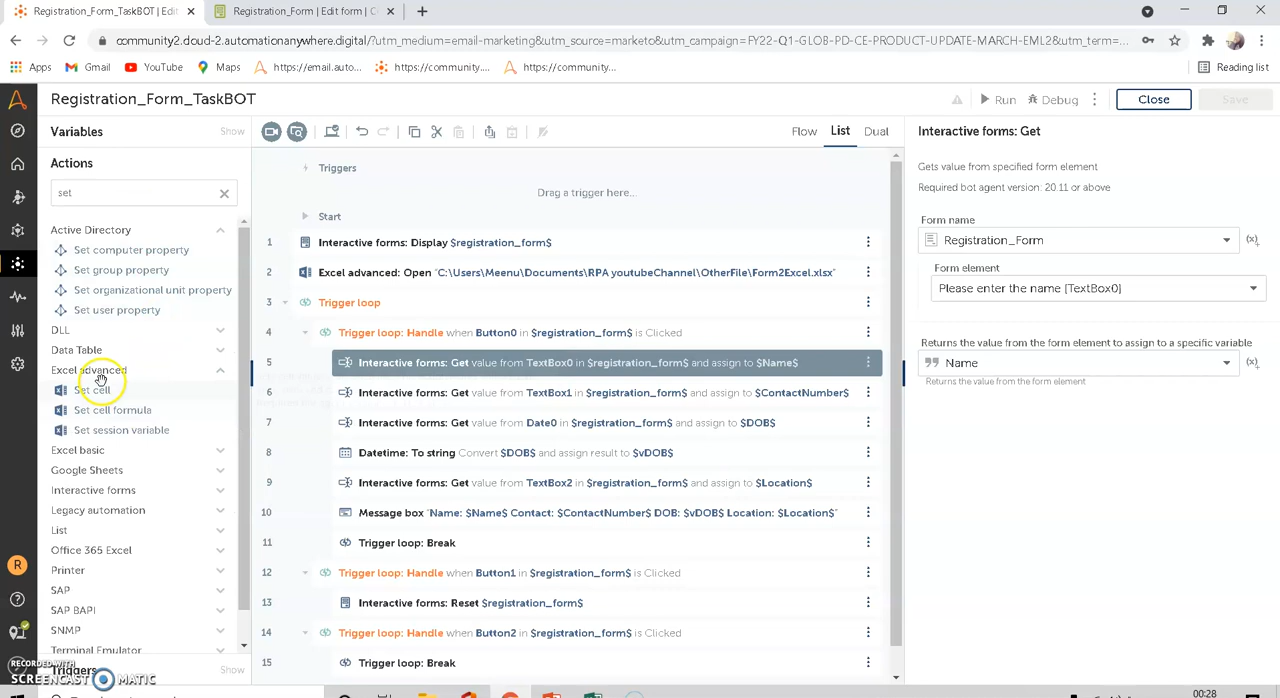 Registration_Form_TaskBOT | Edit
Registration_Form | Edit form | C
community2.cloud-2.automationanywhere.digital/?utm_medium=email-marketing&utm_source=marketo&utm_campaign=FY22-Q1-GLOB-PD-CE-PRODUCT-UPDATE-MARCH-EML2&utm_term=...
Apps
Gmail
YouTube
Maps
https://email.auto...
https://community....
https://community...
Reading list
Registration_Form_TaskBOT
Run
Debug
Close
Save
Variables
Show
Flow
List
Dual
Interactive forms: Get
Actions
set
Triggers
Drag a trigger here...
Start
Gets value from specified form element
Required bot agent version: 20.11 or above
Form name
Registration_Form
(x)
Form element
Please enter the name [TextBox0]
Returns the value from the form element to assign to a specific variable
Name
(x)
Returns the value from the form element
Active Directory
Set computer property
Set group property
Set organizational unit property
Set user property
DLL
Data Table
Excel advanced
Set cell
Set cell formula
Set session variable
Excel basic
Google Sheets
Interactive forms
Legacy automation
List
Office 365 Excel
Printer
SAP
SAP BAPI
SNMP
Terminal Emulator
Triggers
Show
1 Interactive forms: Display $registration_form$
2 Excel advanced: Open "C:\Users\Meenu\Documents\RPA youtubeChannel\OtherFile\Form2Excel.xlsx"
3 Trigger loop
4 Trigger loop: Handle when Button0 in $registration_form$ is Clicked
5 Interactive forms: Get value from TextBox0 in $registration_form$ and assign to $Name$
6 Interactive forms: Get value from TextBox1 in $registration_form$ and assign to $ContactNumber$
7 Interactive forms: Get value from Date0 in $registration_form$ and assign to $DOB$
8 Datetime: To string Convert $DOB$ and assign result to $vDOB$
9 Interactive forms: Get value from TextBox2 in $registration_form$ and assign to $Location$
10 Message box "Name: $Name$ Contact: $ContactNumber$ DOB: $vDOB$ Location: $Location$"
11 Trigger loop: Break
12 Trigger loop: Handle when Button1 in $registration_form$ is Clicked
13 Interactive forms: Reset $registration_form$
14 Trigger loop: Handle when Button2 in $registration_form$ is Clicked
15 Trigger loop: Break
R
RECORDED WITH
SCREENCAST MATIC
00:28